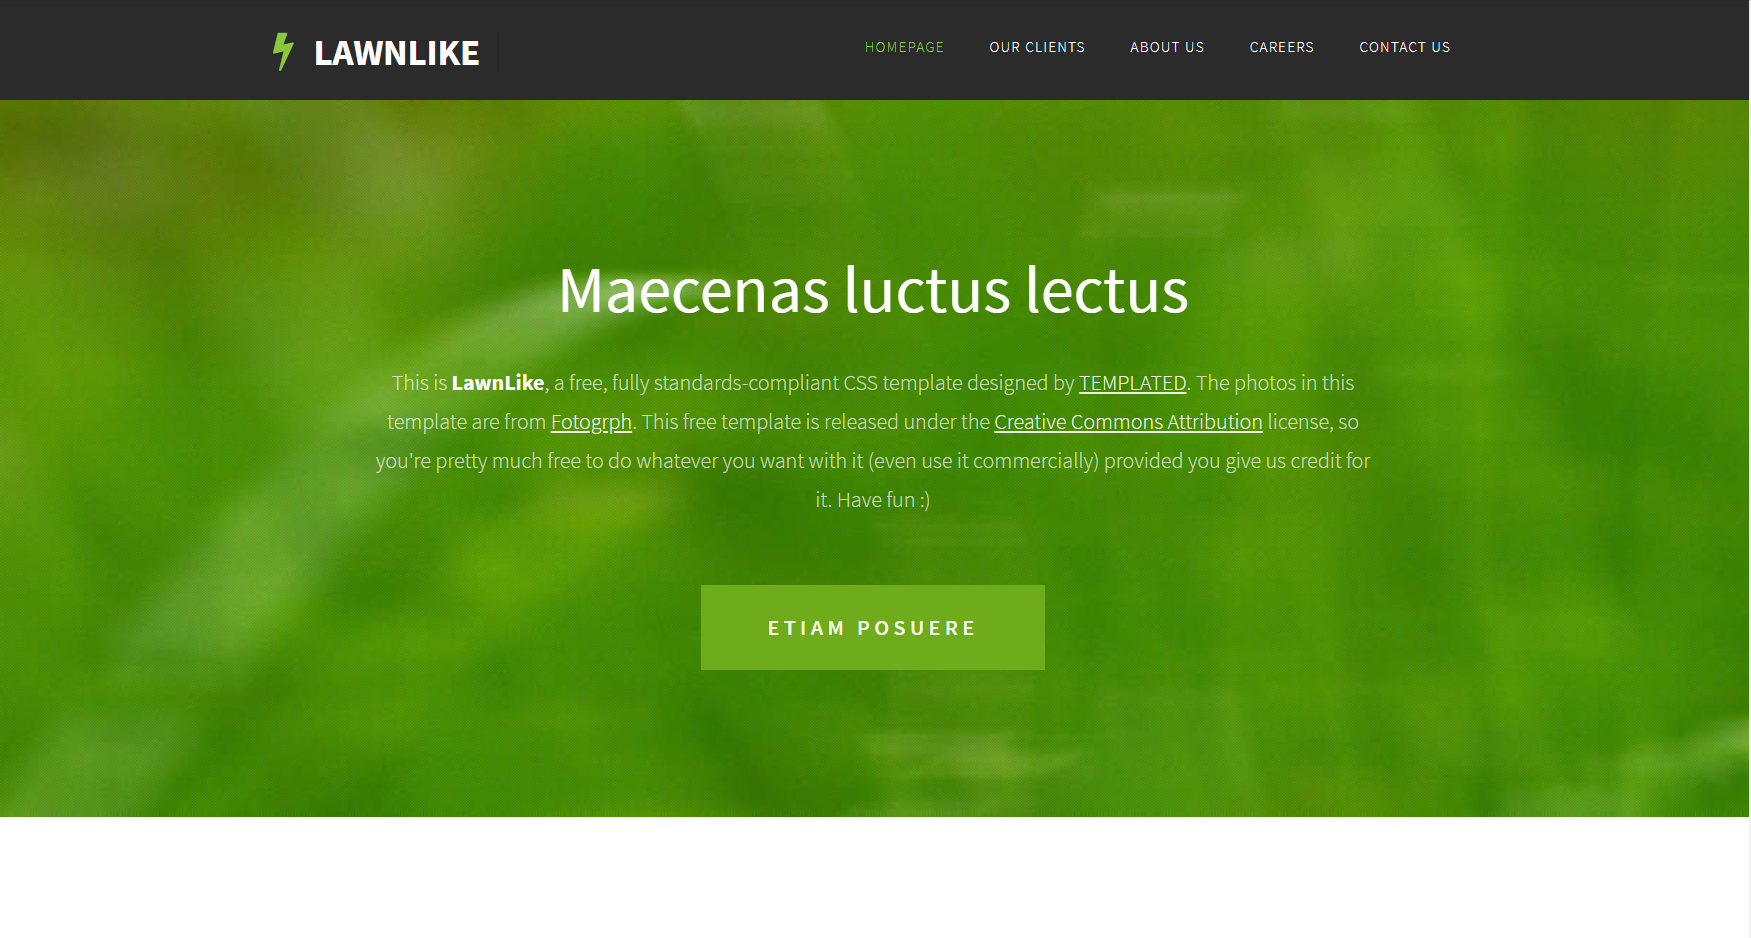 LAWNLIKE
HOMEPAGE OUR CLIENTS ABOUT US CAREERS CONTACT US
Maecenas luctus lectus
This is LawnLike, a free, fully standards-compliant CSS template designed by TEMPLATED. The photos in this
template are from Fotogrph. This free template is released under the Creative Commons Attribution license, so
you're pretty much free to do whatever you want with it (even use it commercially) provided you give us credit for
it. Have fun :)
ETIAM POSUERE